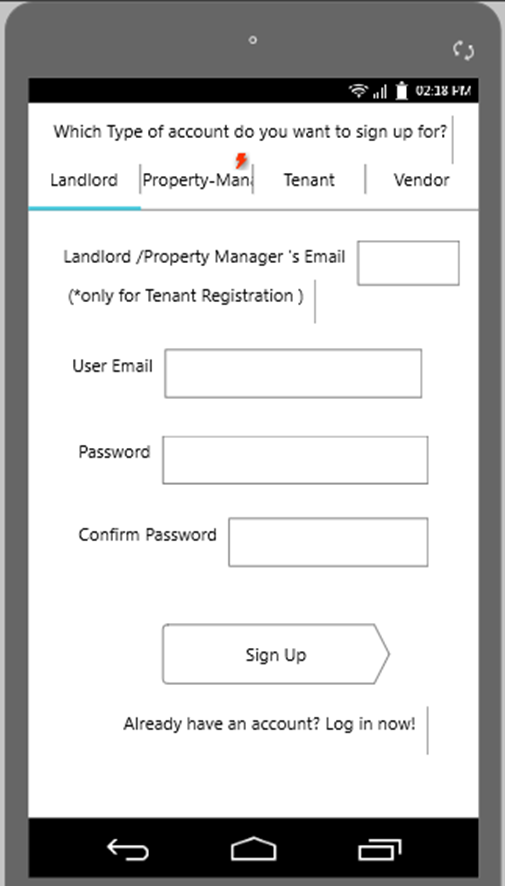 02:18 PM
Which Type of account do you want to sign up for?
Landlord Property-Mana Tenant Vendor
Landlord /Property Manager 's Email
(*only for Tenant Registration )
User Email
Password
Confirm Password
Sign Up
Already have an account? Log in now!